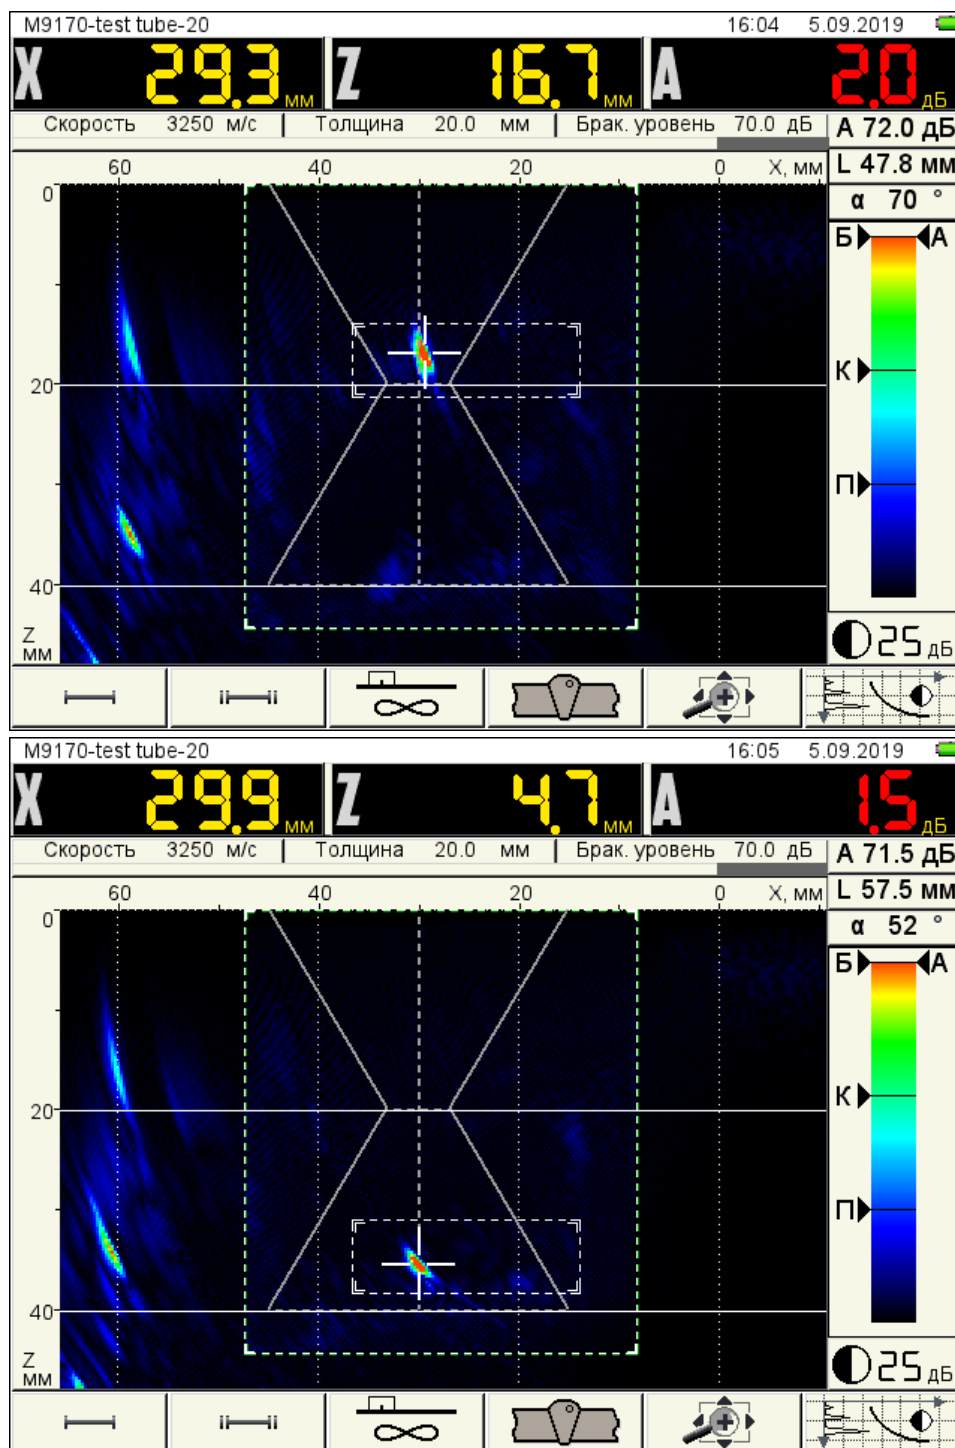 M9170-test tube-20 16:04 5.09.2019
X 29.3 мм Z 16.7 мм A 2.0 дБ
Скорость 3250 м/с Толщина 20.0 мм Брак. уровень 70.0 дБ A 72.0 дБ
60 40 20 0 X, мм L 47.8 мм
0 α 70 °
Б А
К
20
П
40
Z
мм 25 дБ
M9170-test tube-20 16:05 5.09.2019
X 29.9 мм Z 4.7 мм A 1.5 дБ
Скорость 3250 м/с Толщина 20.0 мм Брак. уровень 70.0 дБ A 71.5 дБ
60 40 20 0 X, мм L 57.5 мм
0 α 52 °
Б А
К
20
П
40
Z
мм 25 дБ